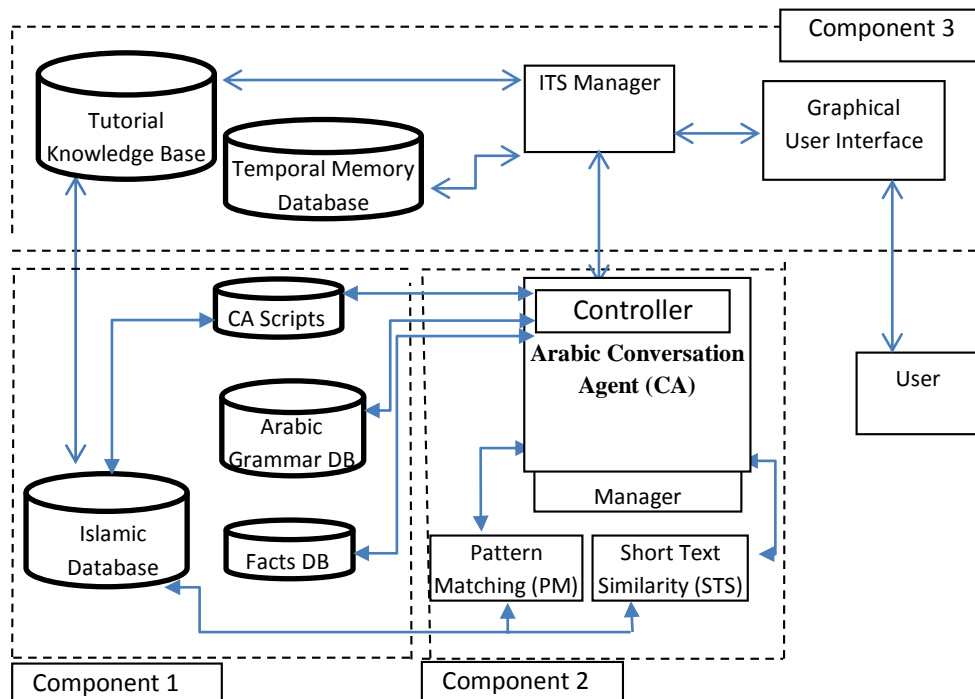 Component 3
Tutorial
Knowledge Base
Temporal Memory
Database
ITS Manager
Graphical
User Interface
CA Scripts
Arabic
Grammar DB
Facts DB
Islamic
Database
Controller
Arabic Conversation
Agent (CA)
Manager
Pattern
Matching (PM)
Short Text
Similarity (STS)
User
Component 1
Component 2